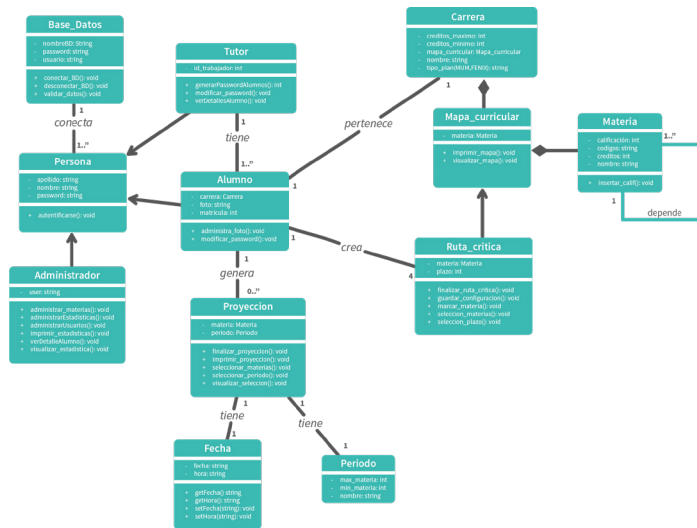 Base_Datos
- nombreBD: String
- password: string
- usuario: string
+ conectar_BD(): void
+ desconectar_BD(): void
+ validar_datos(): void
1
conecta
1..”
Persona
- apellido: string
- nombre: string
- password: string
+ autentificarse(): void
Administrador
- user: string
+ administrar_materias(): void
+ administrarEstadisticas(): void
+ administrarUsuarios(): void
+ imprimir_estadisticas(): void
+ verDetalleAlumno(): void
+ visualizar_estadistica(): void
Tutor
- id_trabajador: int
+ generarPasswordAlumnos(): int
+ modificar_password(): void
+ verDetallesAlumno(): void
1
tiene
1..”
Alumno
- carrera: Carrera
- foto: string
- matricula: int
+ administra_foto(): void
+ modificar_password(): void
1
genera
0..”
Proyeccion
- materia: Materia
- periodo: Periodo
+ finalizar_proyeccion(): void
+ imprimir_proyeccion(): void
+ seleccionar_materias(): void
+ seleccionar_periodo(): void
+ visualizar_seleccion(): void
1
tiene
1
Fecha
- fecha: string
- hora: string
+ getFecha() string
+ getHora(): string
+ setFecha(string): void
+ setHora(string): void
1
tiene
1
Periodo
- max_materia: int
- min_materia: int
- nombre: string
Carrera
- creditos_maximo: int
- creditos_minimo: int
- mapa_curricular: Mapa_curricular
- nombre: string
- tipo_plan(MUM,FENIX): string
1
pertenece
1
Mapa_curricular
- materia: Materia
+ imprimir_mapa(): void
+ visualizar_mapa(): void
Materia
- calificación: int
- codigos: string
- creditos: int
- nombre: string
+ insertar_calif(): void
1..”
1
depende
1
crea
4
Ruta_critica
- materia: Materia
- plazo: int
+ finalizar_ruta_critica(): void
+ guardar_configuracion(): void
+ marcar_materia(): void
+ seleccion_materias(): void
+ seleccion_plazo(): void